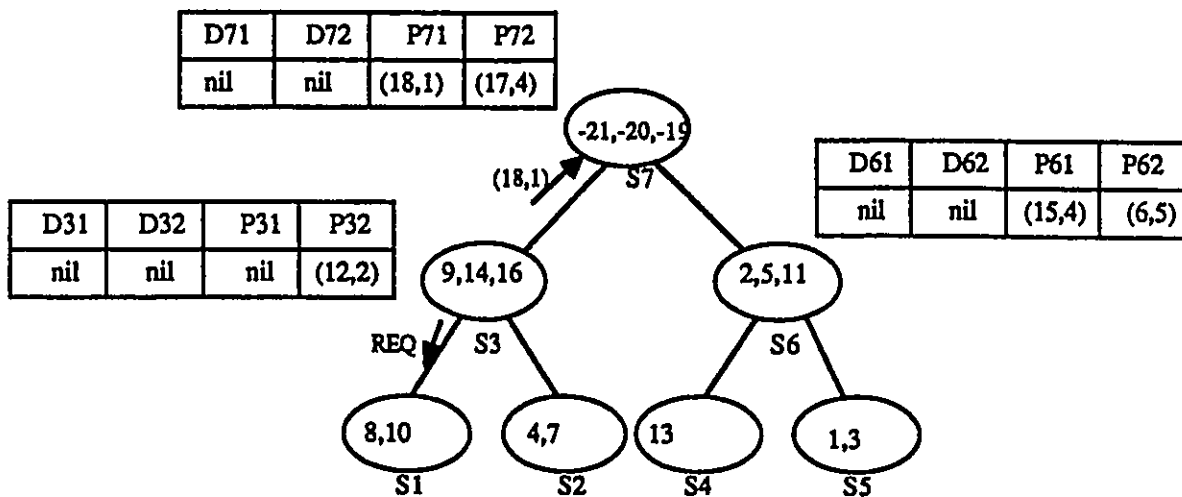 D71 D72 P71 P72
nil nil (18,1) (17,4)
-21,-20,-19
S7
(18,1)
D61 D62 P61 P62
nil nil (15,4) (6,5)
D31 D32 P31 P32
nil nil nil (12,2)
9,14,16
2,5,11
S3
S6
REQ
8,10
4,7
13
1,3
S1
S2
S4
S5